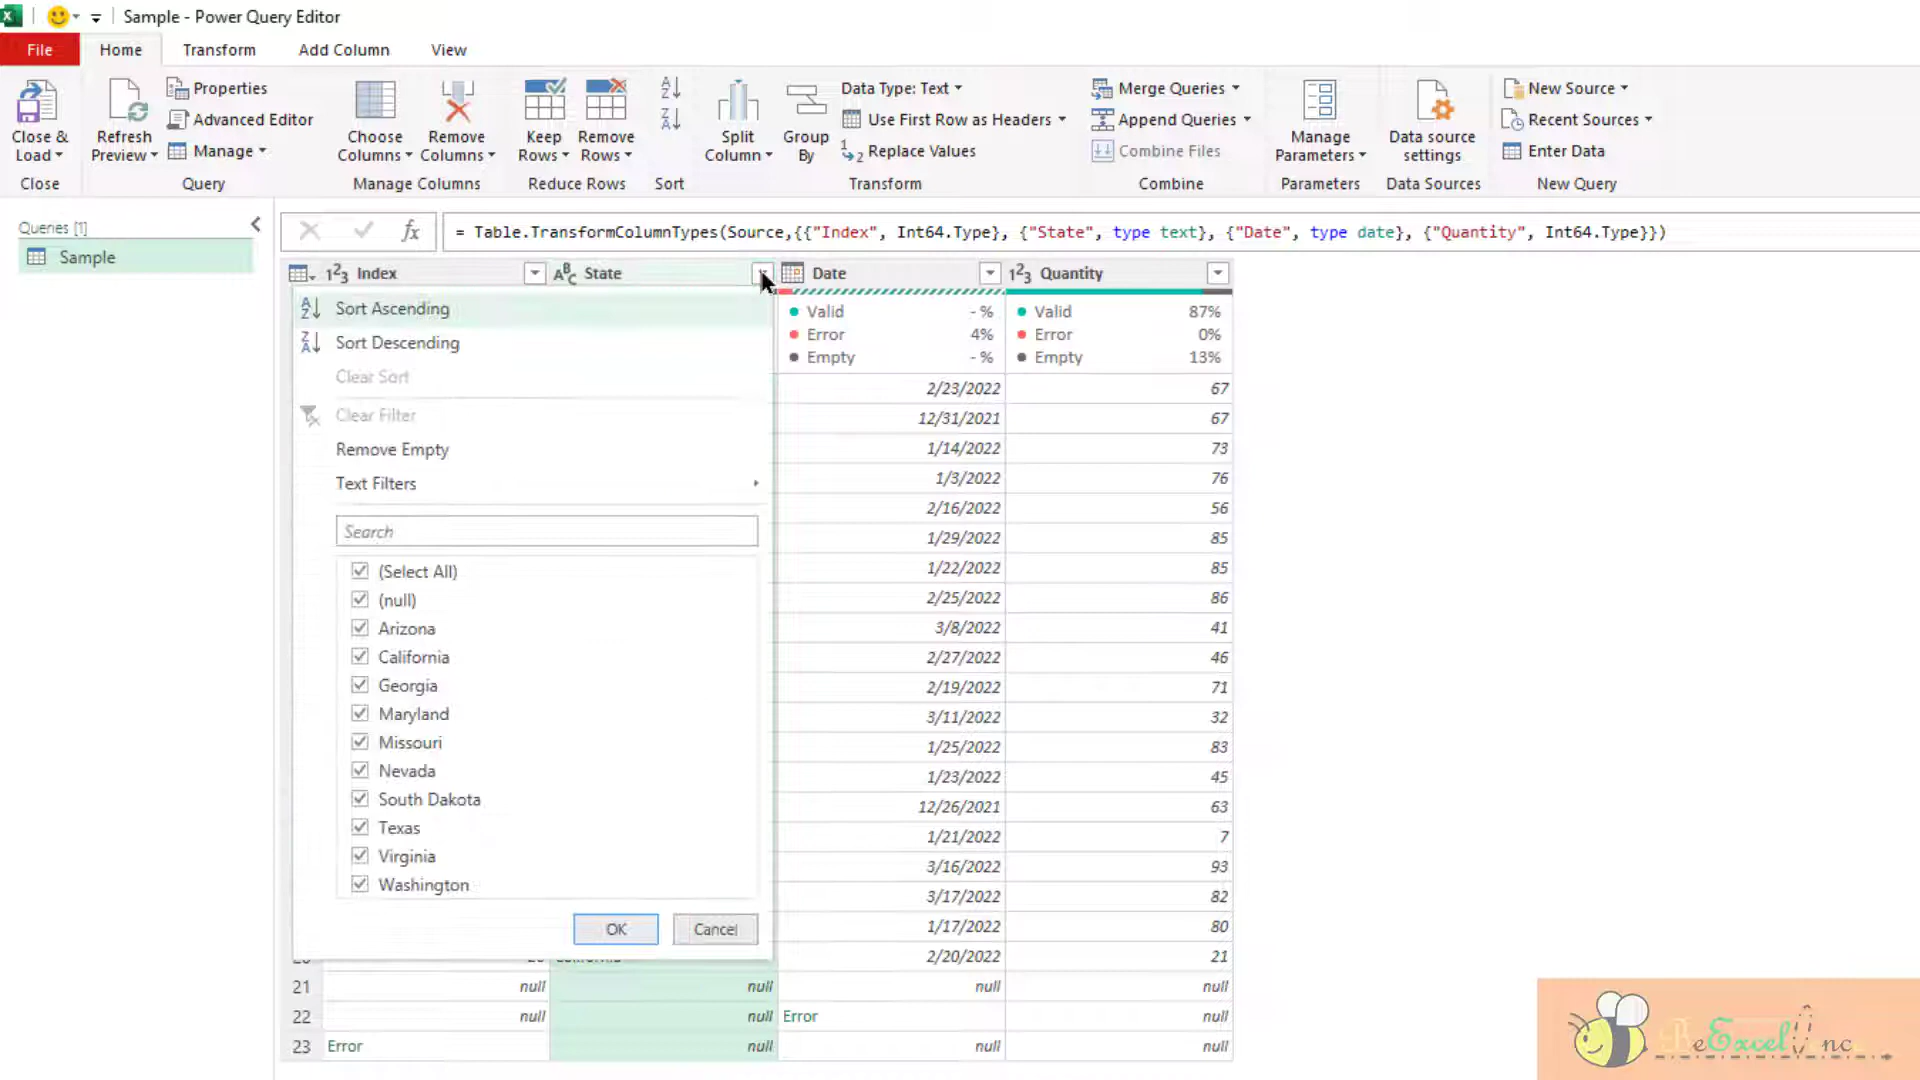 Sample - Power Query Editor
File Home Transform Add Column View
Properties
Advanced Editor
Manage
Close & Load
Refresh Preview
Choose Columns
Remove Columns
Keep Rows
Remove Rows
Split Column
Group By
Data Type: Text
Use First Row as Headers
Replace Values
Merge Queries
Append Queries
Combine Files
Manage Parameters
Data source settings
New Source
Recent Sources
Enter Data
Close Query Manage Columns Reduce Rows Sort Transform Combine Parameters Data Sources New Query
Queries [1]
Sample
fx = Table.TransformColumnTypes(Source,{{"Index", Int64.Type}, {"State", type text}, {"Date", type date}, {"Quantity", Int64.Type}})
123 Index ABC State Date 123 Quantity
Sort Ascending
Sort Descending
Clear Sort
Clear Filter
Remove Empty
Text Filters
Search
(Select All)
(null)
Arizona
California
Georgia
Maryland
Missouri
Nevada
South Dakota
Texas
Virginia
Washington
OK Cancel
Valid - % Valid 87%
Error 4% Error 0%
Empty - % Empty 13%
2/23/2022 67
12/31/2021 67
1/14/2022 73
1/3/2022 76
2/16/2022 56
1/29/2022 85
1/22/2022 85
2/25/2022 86
3/8/2022 41
2/27/2022 46
2/19/2022 71
3/11/2022 32
1/25/2022 83
1/23/2022 45
12/26/2021 63
1/21/2022 7
3/16/2022 93
3/17/2022 82
1/17/2022 80
2/20/2022 21
21 null null null null
22 null null Error null
23 Error null null null